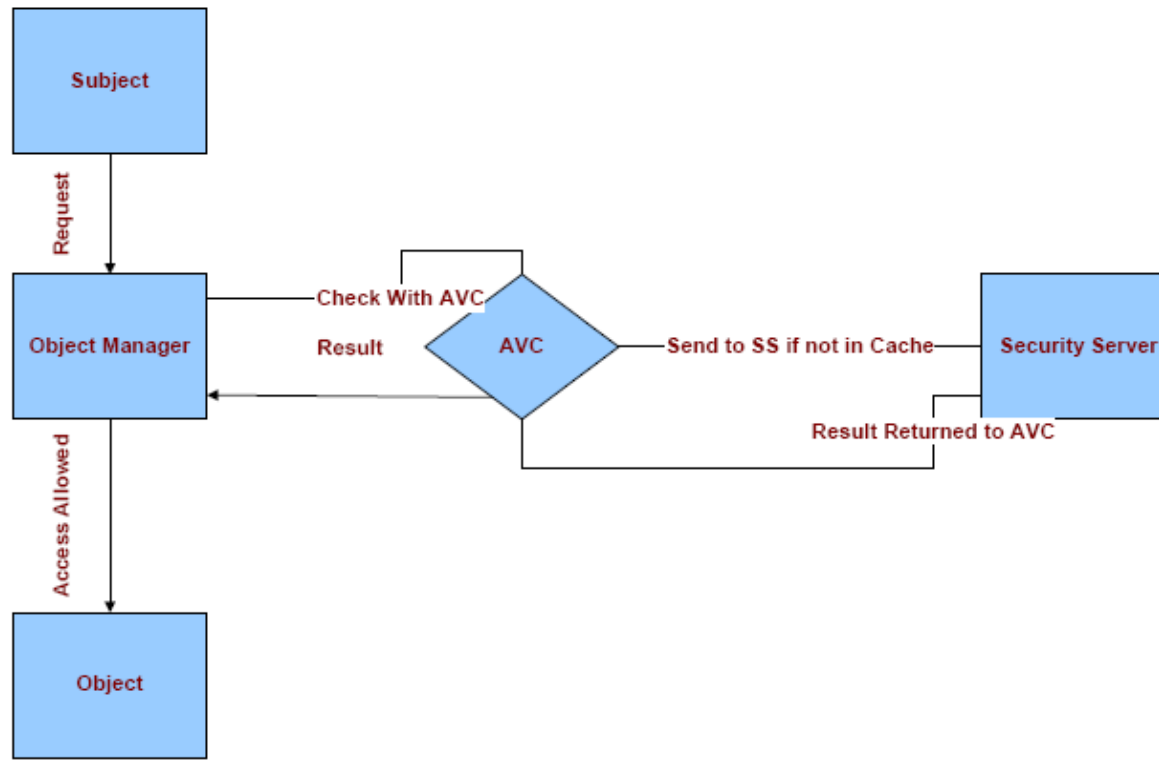 Subject
Request
Object Manager
Check With AVC
Result
AVC
Send to SS if not in Cache
Security Server
Result Returned to AVC
Access Allowed
Object